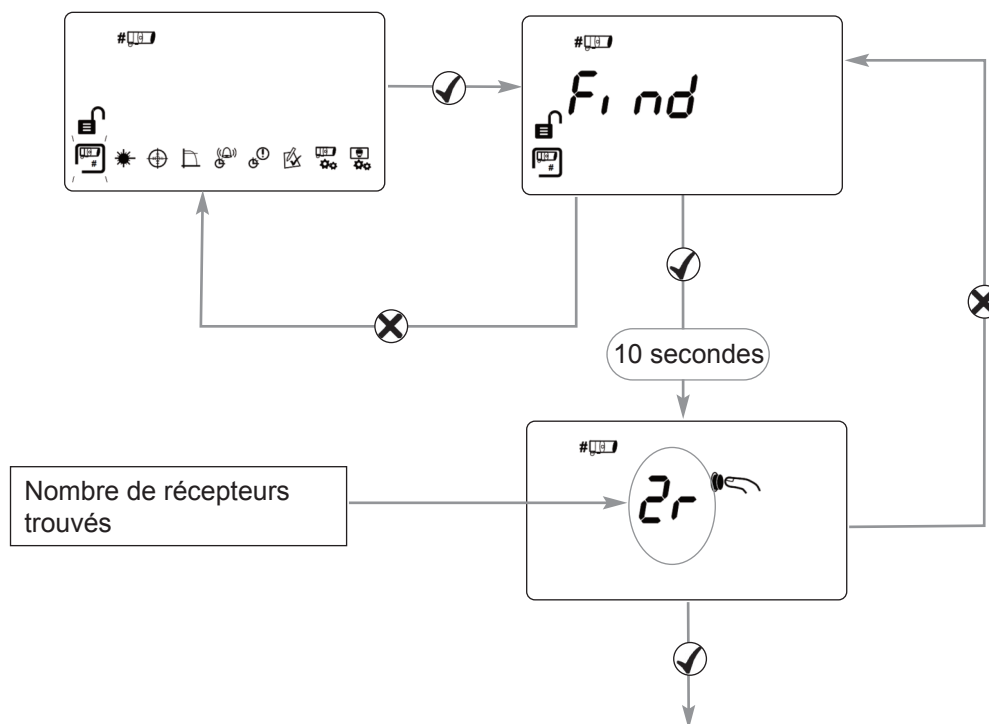 #
#
Find
#
#
10 secondes
#
2r
Nombre de récepteurs
trouvés